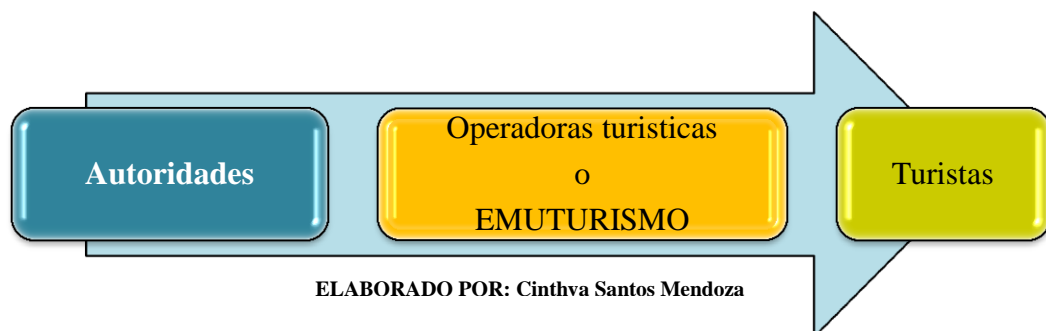 Autoridades
Operadoras turisticas
o
EMUTURISMO
Turistas
ELABORADO POR: Cinthva Santos Mendoza